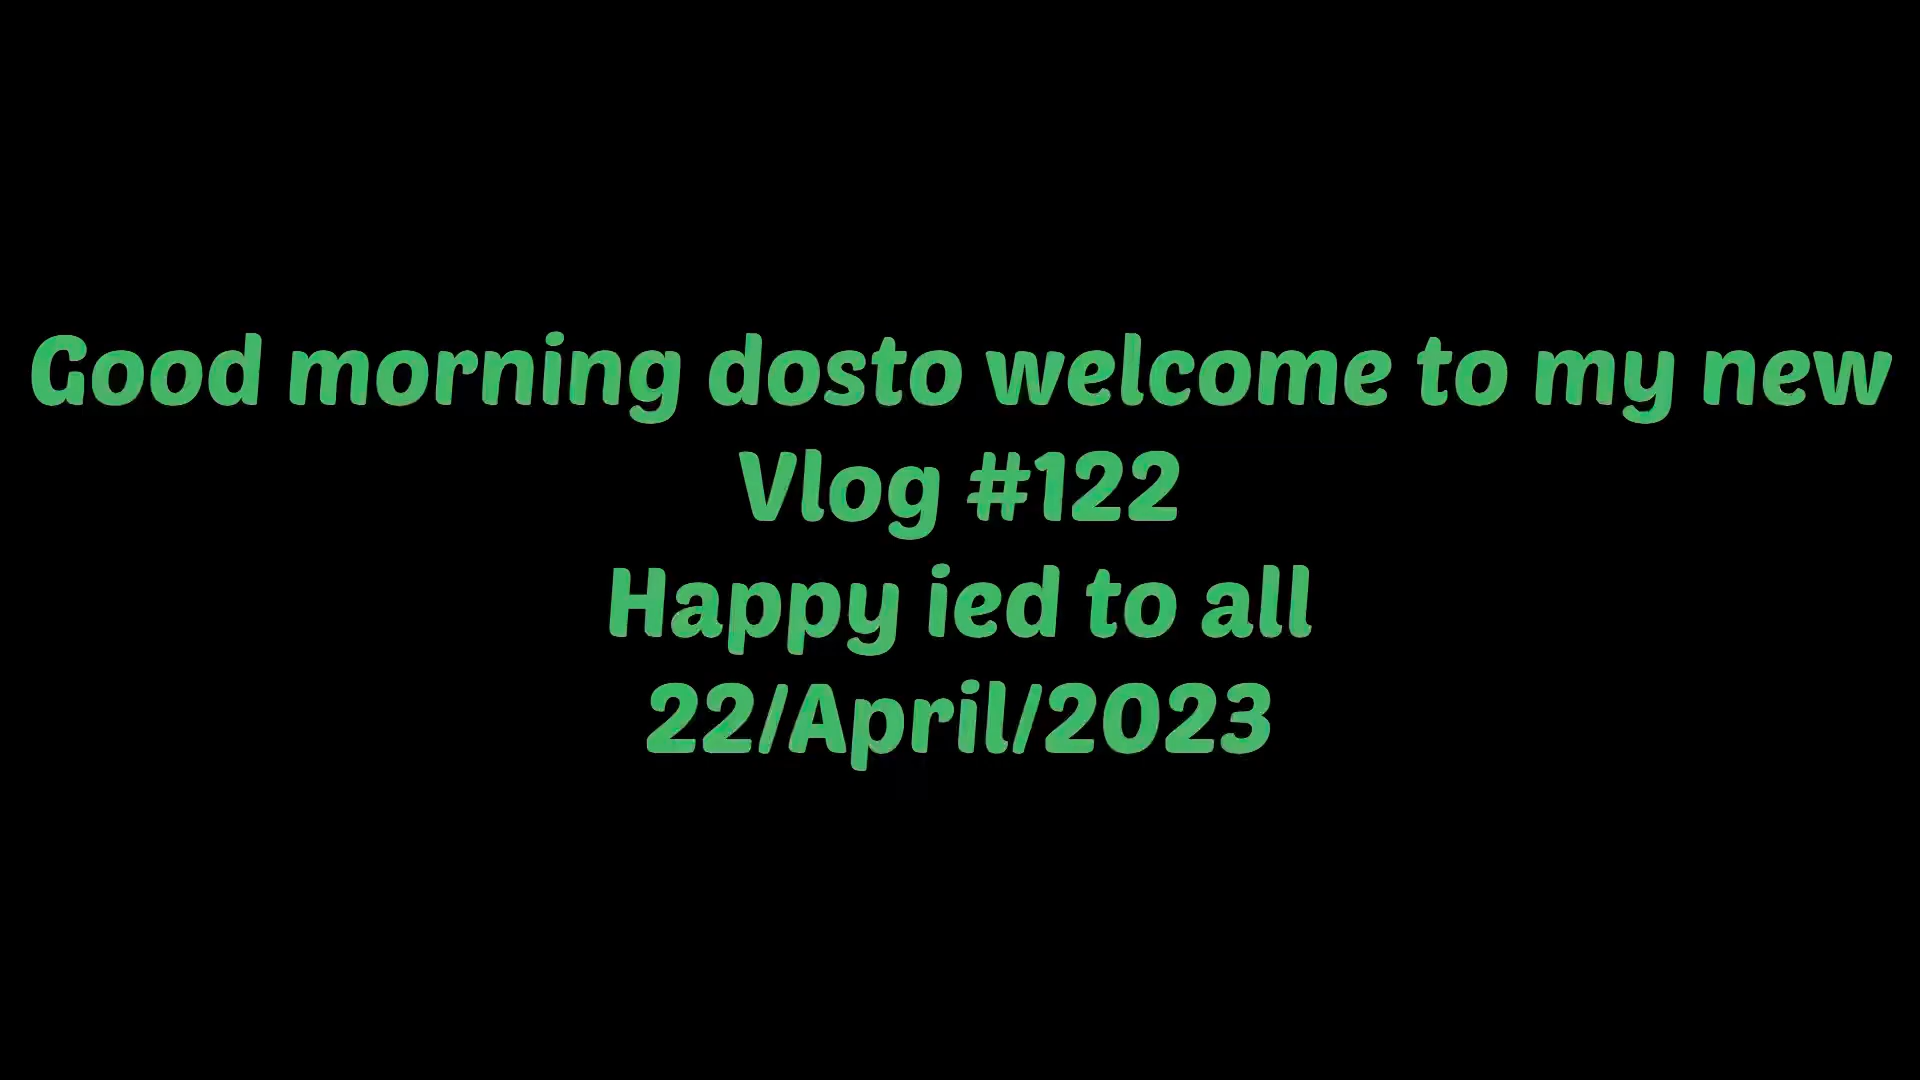 Good morning dosto welcome to my new
Vlog #122
Happy ied to all
22/April/2023